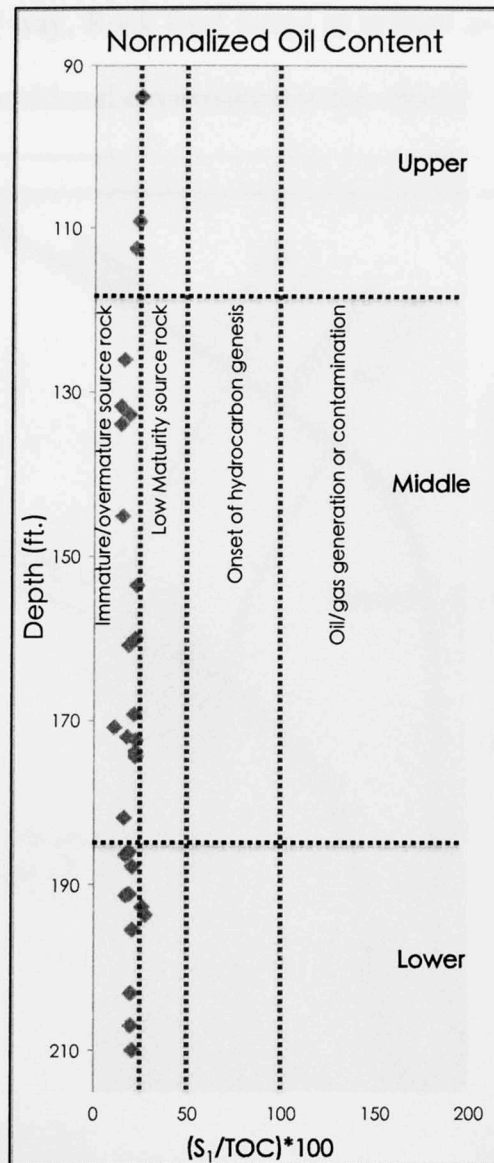 Normalized Oil Content
90
110
130
150
170
190
210
Depth (ft.)
Upper
Middle
Lower
Immature/overmature source rock
Low Maturity source rock
Onset of hydrocarbon genesis
Oil/gas generation or contamination
0
50
100
150
200
(S₁/TOC)*100